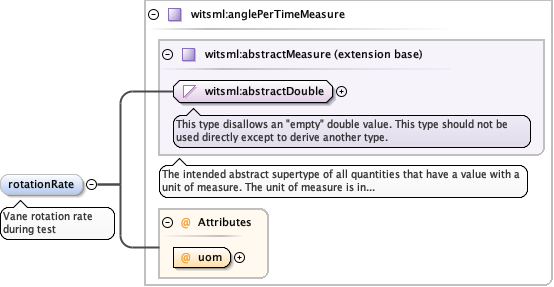 witsml:anglePerTimeMeasure
witsml:abstractMeasure (extension base)
witsml:abstractDouble
This type disallows an "empty" double value. This type should not be
used directly except to derive another type.
The intended abstract supertype of all quantities that have a value with a
unit of measure. The unit of measure is in...
rotationRate
Vane rotation rate
during test
@ Attributes
@ uom